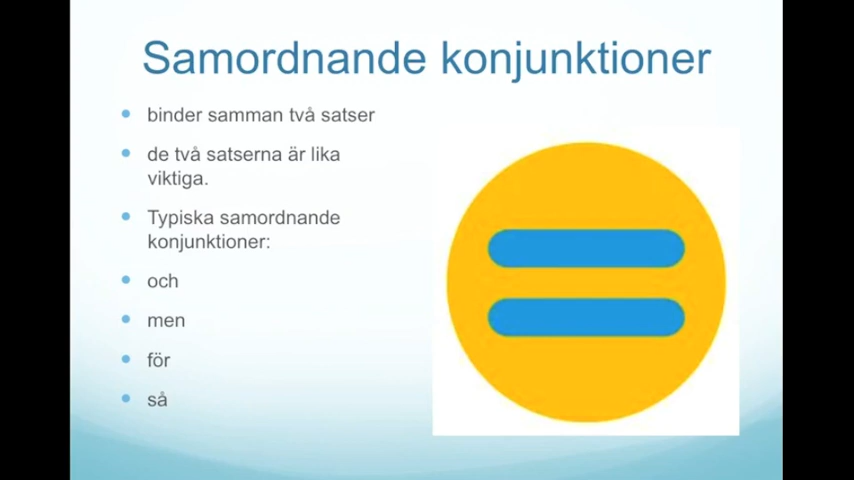 Samordnande konjunktioner
binder samman två satser
de två satserna är lika
viktiga.
Typiska samordnande
konjunktioner:
och
men
för
så